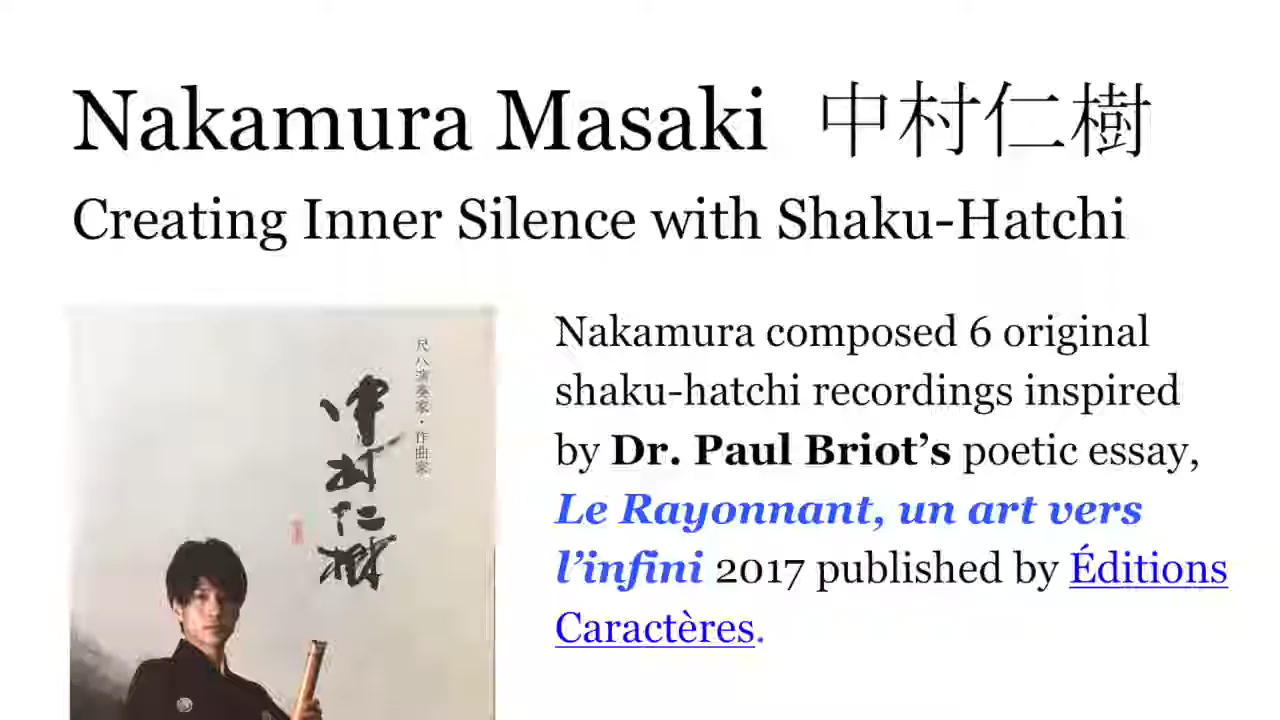 Nakamura Masaki 中村仁樹
Creating Inner Silence with Shaku-Hatchi
Nakamura composed 6 original
shaku-hatchi recordings inspired
by Dr. Paul Briot’s poetic essay,
Le Rayonnant, un art vers
l’infini 2017 published by Éditions
Caractères.
尺八演奏家・作曲家
中村仁樹